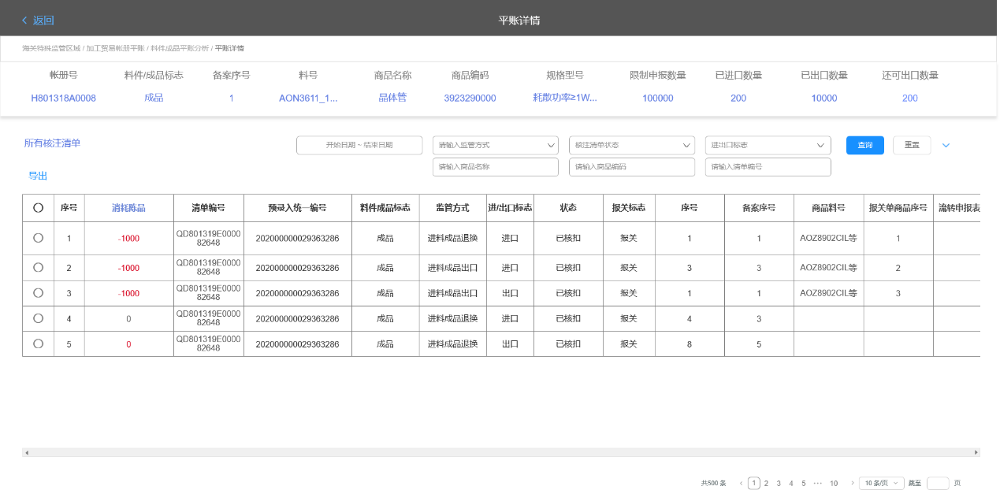 返回
平账详情
海关特殊监管区域 / 加工贸易帐册平账 / 料件成品平账分析 / 平账详情
帐册号 料件/成品标志 备案序号 料号 商品名称 商品编码 规格型号 限制申报数量 已进口数量 已出口数量 还可出口数量
H801318A0008 成品 1 AON3611_1... 晶体管 3923290000 耗散功率≥1W... 100000 200 10000 200
所有核注清单
开始日期 ~ 结束日期 请输入监管方式 核注清单状态 进出口标志 查询 重置
请输入商品名称 请输入商品编码 请输入清单编号
导出
序号 消耗陈品 清单编号 预录入统一编号 料件成品标志 监管方式 进/出口标志 状态 报关标志 序号 备案序号 商品料号 报关单商品序号 流转申报表
1 -1000 QD801319E0000 202000000029363286 成品 进料成品退换 进口 已核扣 报关 1 1 AOZ8902CIL等 1
82648
2 -1000 QD801319E0000 202000000029363286 成品 进料成品出口 进口 已核扣 报关 3 3 AOZ8902CIL等 2
82648
3 -1000 QD801319E0000 202000000029363286 成品 进料成品出口 出口 已核扣 报关 1 1 AOZ8902CIL等 3
82648
4 0 QD801319E0000 202000000029363286 成品 进料成品退换 进口 已核扣 报关 4 3
82648
5 0 QD801319E0000 202000000029363286 成品 进料成品退换 出口 已核扣 报关 8 5
82648
共500 条 1 2 3 4 5 ··· 10 10 条/页 跳至 页